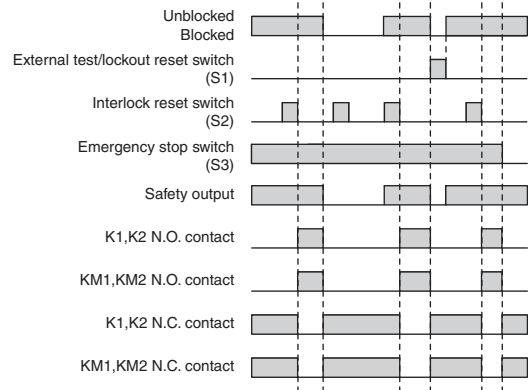 Unblocked
Blocked
External test/lockout reset switch
(S1)
Interlock reset switch
(S2)
Emergency stop switch
(S3)
Safety output
K1,K2 N.O. contact
KM1,KM2 N.O. contact
K1,K2 N.C. contact
KM1,KM2 N.C. contact